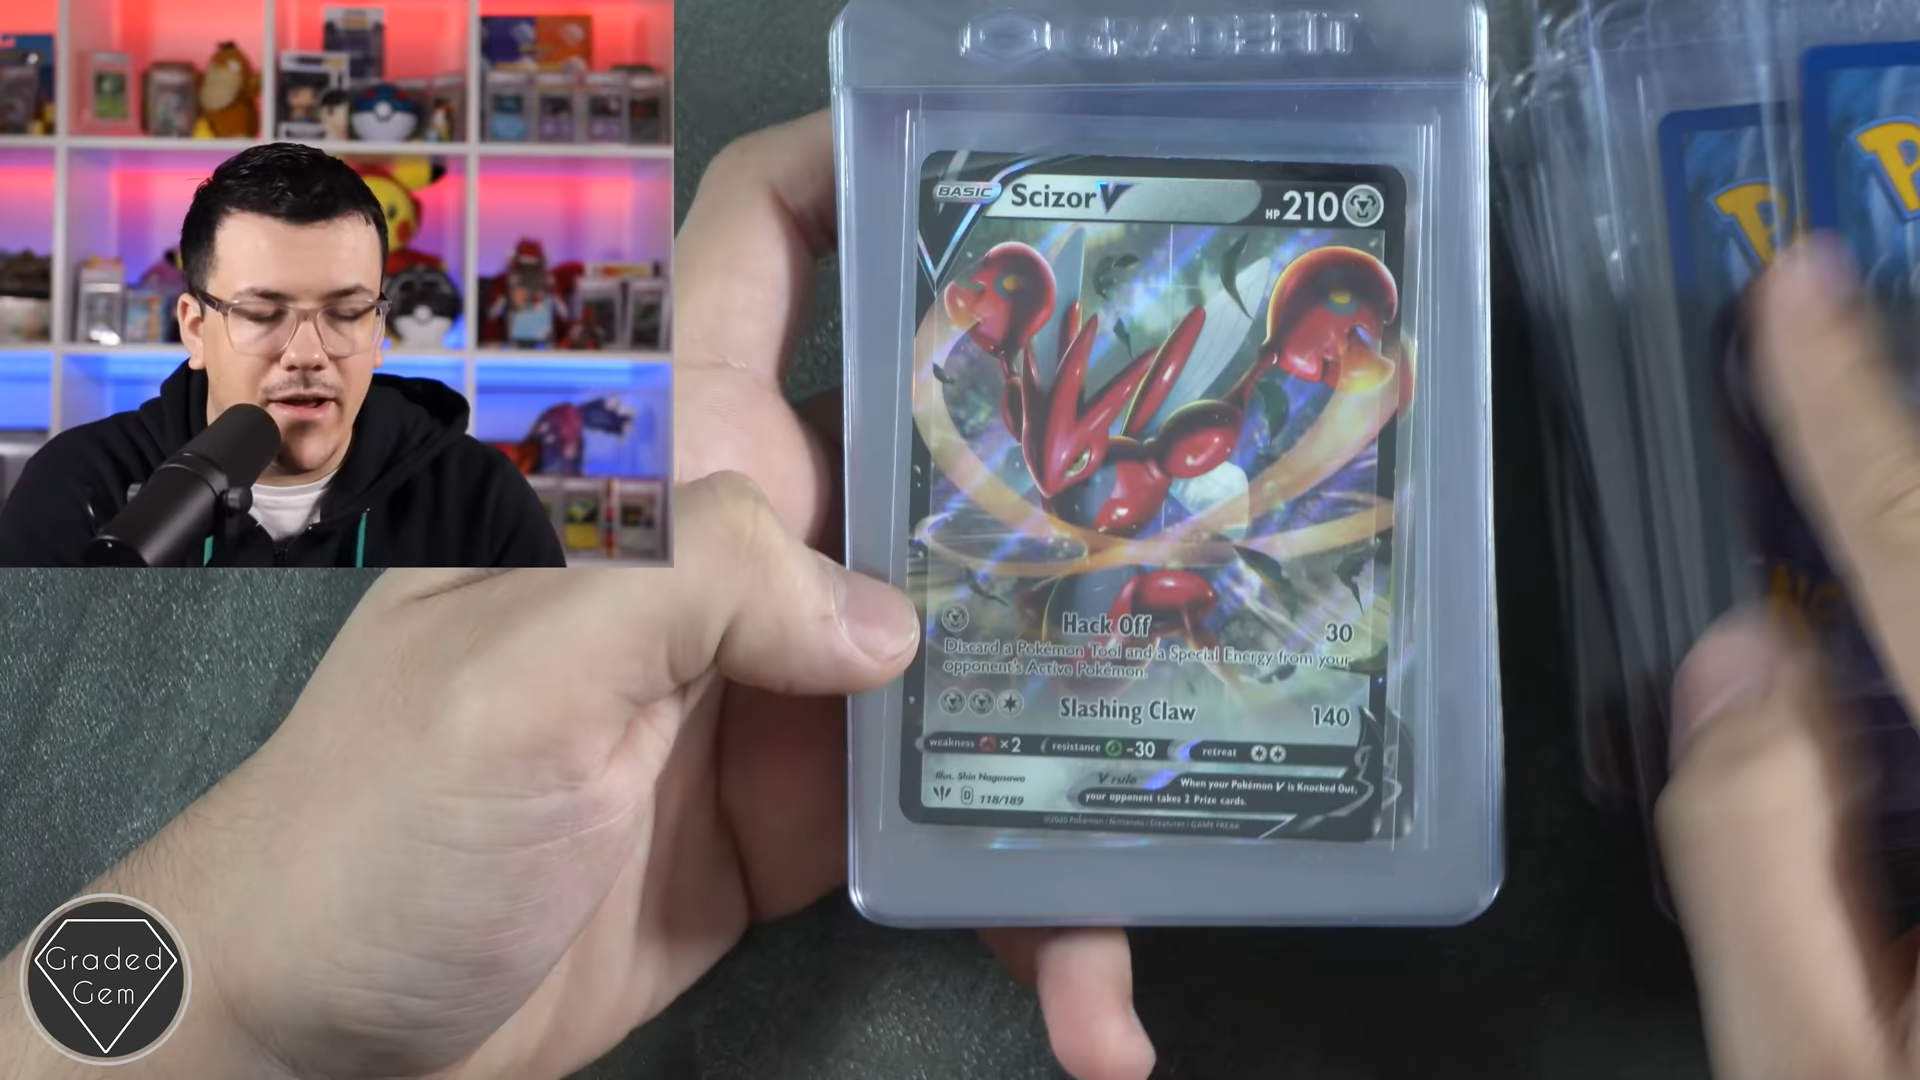 BASIC Scizor V HP 210
Hack Off 30
Discard a Pokémon Tool and a Special Energy from your
opponent's Active Pokémon.
Slashing Claw 140
weakness ×2 resistance -30 retreat
Illus. Shin Nagasawa
V rule When your Pokémon V is Knocked Out,
your opponent takes 2 Prize cards.
D 118/189
©2020 Pokémon / Nintendo / Creatures / GAME FREAK
Graded
Gem